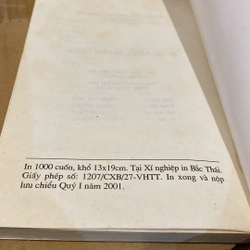 In 1000 cuốn, khổ 13x19cm. Tại Xí nghiệp in Bắc Thái.
Giấy phép số: 1207/CXB/27-VHTT. In xong và nộp
lưu chiểu Quý I năm 2001.